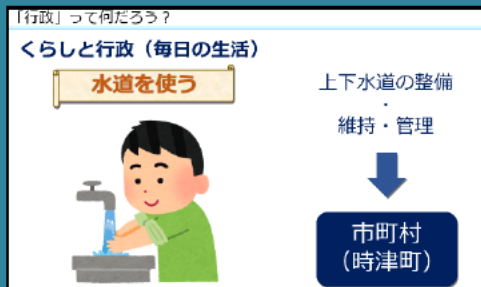 「行政」って何だろう？
くらしと行政（毎日の生活）
水道を使う
上下水道の整備
・
維持・管理
市町村
（時津町）